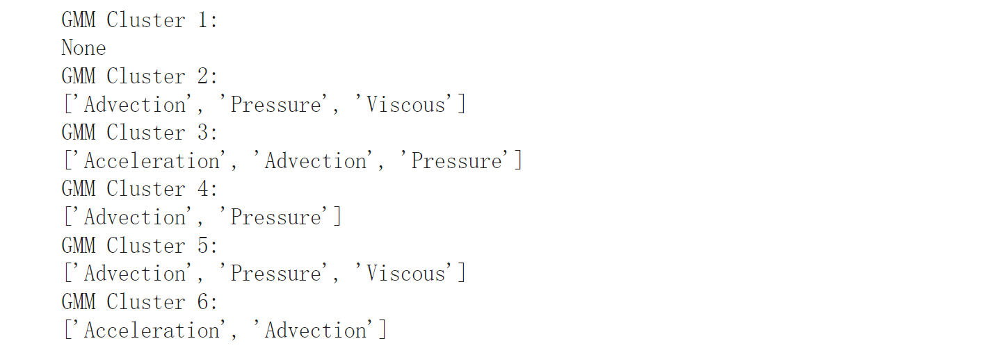 GMM Cluster 1:
None
GMM Cluster 2:
['Advection', 'Pressure', 'Viscous']
GMM Cluster 3:
['Acceleration', 'Advection', 'Pressure']
GMM Cluster 4:
['Advection', 'Pressure']
GMM Cluster 5:
['Advection', 'Pressure', 'Viscous']
GMM Cluster 6:
['Acceleration', 'Advection']